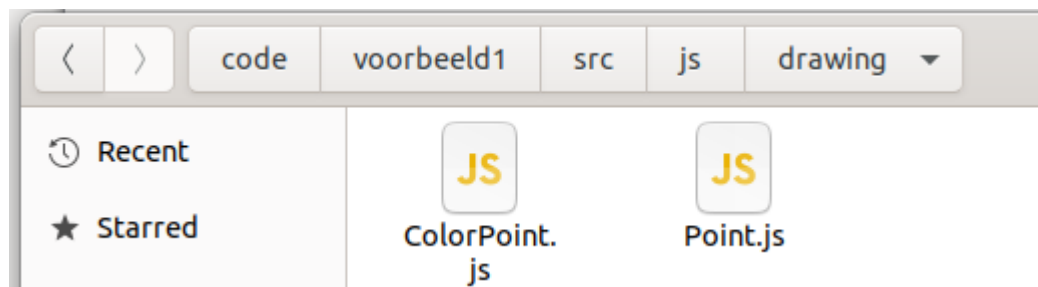 code voorbeeld1 src js drawing
Recent
Starred
JS
ColorPoint.
js
JS
Point.js